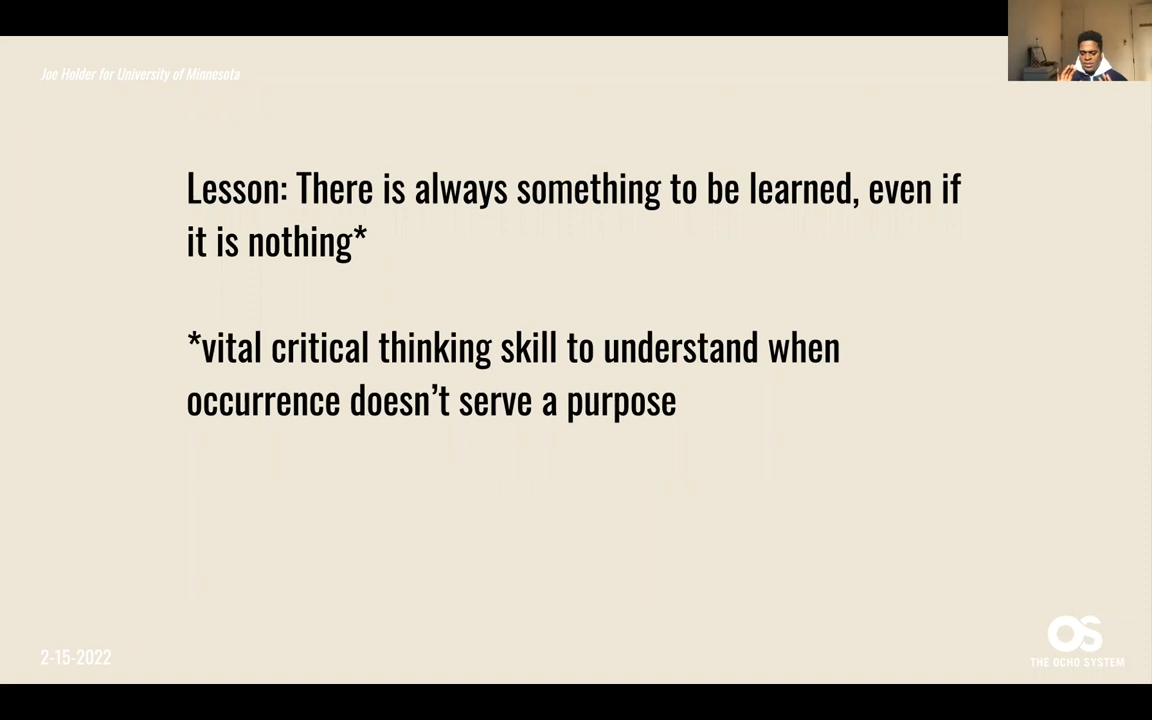 Joe Holder for University of Minnesota
Lesson: There is always something to be learned, even if
it is nothing*
*vital critical thinking skill to understand when
occurrence doesn’t serve a purpose
2-15-2022
OS
THE OCHO SYSTEM